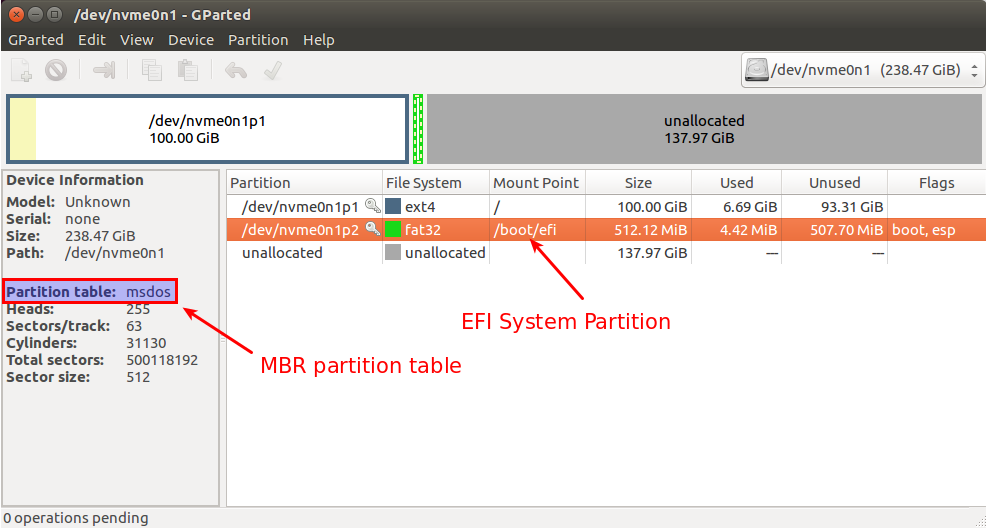 /dev/nvme0n1 - GParted
GParted Edit View Device Partition Help
/dev/nvme0n1 (238.47 GiB)
/dev/nvme0n1p1
100.00 GiB
unallocated
137.97 GiB
Device Information
Model: Unknown
Serial: none
Size: 238.47 GiB
Path: /dev/nvme0n1
Partition table: msdos
Heads: 255
Sectors/track: 63
Cylinders: 31130
Total sectors: 500118192
Sector size: 512
Partition File System Mount Point Size Used Unused Flags
/dev/nvme0n1p1 ext4 / 100.00 GiB 6.69 GiB 93.31 GiB
/dev/nvme0n1p2 fat32 /boot/efi 512.12 MiB 4.42 MiB 507.70 MiB boot, esp
unallocated unallocated 137.97 GiB --- ---
EFI System Partition
MBR partition table
0 operations pending